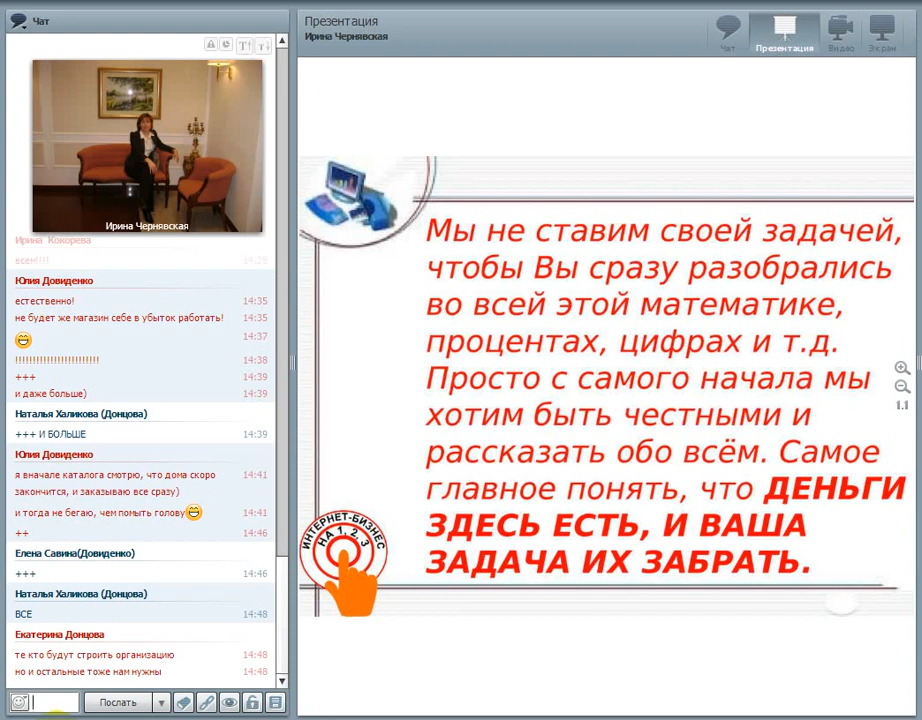 Чат
Ирина Чернявская
Ирина Кокорева
всем!!!!
Юлия Довиденко
естественно! 14:35
не будет же магазин себе в убыток работать! 14:35
14:37
!!!!!!!!!!!!!!!!!!!!!!!! 14:38
+++ 14:39
и даже больше) 14:39
Наталья Халикова (Донцова)
+++ И БОЛЬШЕ 14:39
Юлия Довиденко
я вначале каталога смотрю, что дома скоро 14:41
закончится, и заказываю все сразу)
и тогда не бегаю, чем помыть голову 14:41
++ 14:46
Елена Савина(Довиденко)
+++ 14:46
Наталья Халикова (Донцова)
ВСЕ 14:48
Екатерина Донцова
те кто будут строить организацию 14:48
но и остальные тоже нам нужны 14:48
Послать
Презентация
Ирина Чернявская
Чат
Презентация
Видео
Экран
Мы не ставим своей задачей,
чтобы Вы сразу разобрались
во всей этой математике,
процентах, цифрах и т.д.
Просто с самого начала мы
хотим быть честными и
рассказать обо всём. Самое
главное понять, что ДЕНЬГИ
ЗДЕСЬ ЕСТЬ, И ВАША
ЗАДАЧА ИХ ЗАБРАТЬ.
ИНТЕРНЕТ-БИЗНЕС
НА 1, 2, 3
1.1